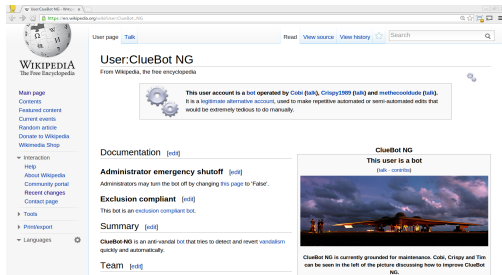 User:ClueBot NG - Wikip
https://en.wikipedia.org/wiki/User:ClueBot_NG
User page Talk Read View source View history Search
WIKIPEDIA
The Free Encyclopedia
Main page
Contents
Featured content
Current events
Random article
Donate to Wikipedia
Wikimedia Shop
Interaction
Help
About Wikipedia
Community portal
Recent changes
Contact page
Tools
Print/export
Languages
User:ClueBot NG
From Wikipedia, the free encyclopedia
This user account is a bot operated by Cobi (talk), Crispy1989 (talk) and methecooldude (talk).
It is a legitimate alternative account, used to make repetitive automated or semi-automated edits that
would be extremely tedious to do manually.
Documentation [edit]
Administrator emergency shutoff [edit]
Administrators may turn the bot off by changing this page to 'False'.
Exclusion compliant [edit]
This bot is an exclusion compliant bot.
Summary [edit]
ClueBot-NG is an anti-vandal bot that tries to detect and revert vandalism
quickly and automatically.
Team [edit]
ClueBot NG
This user is a bot
(talk · contribs)
ClueBot NG is currently grounded for maintenance. Cobi, Crispy and Tim
can be seen in the left of the picture discussing how to improve ClueBot
NG.